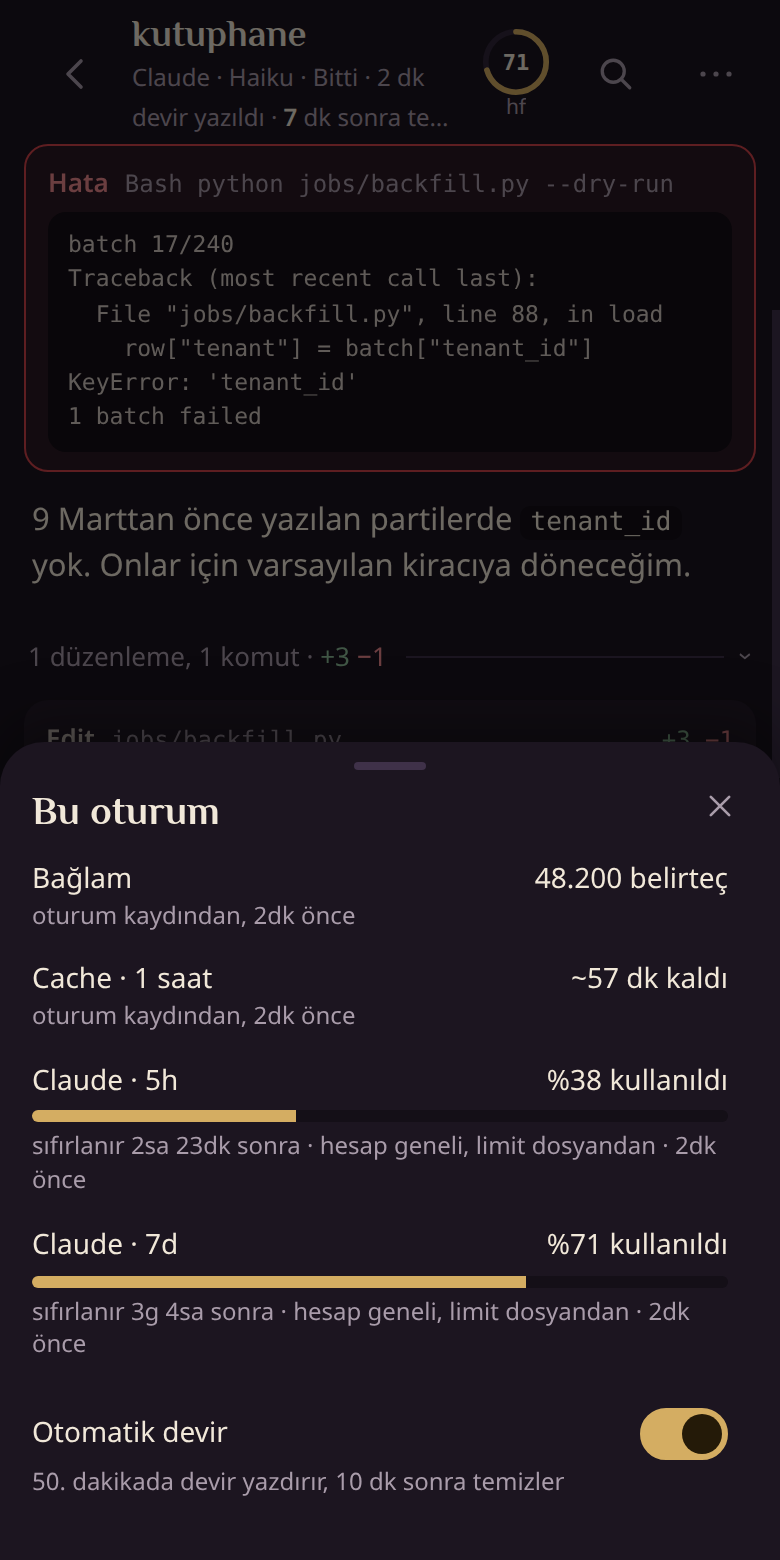 kutuphane
Claude · Haiku · Bitti · 2 dk
devir yazıldı · 7 dk sonra te…
71
hf
Hata Bash python jobs/backfill.py --dry-run
batch 17/240
Traceback (most recent call last):
  File "jobs/backfill.py", line 88, in load
    row["tenant"] = batch["tenant_id"]
KeyError: 'tenant_id'
1 batch failed
9 Marttan önce yazılan partilerde tenant_id
yok. Onlar için varsayılan kiracıya döneceğim.
1 düzenleme, 1 komut · +3 −1
Edit jobs/backfill.py +3 −1
Bu oturum
Bağlam 48.200 belirteç
oturum kaydından, 2dk önce
Cache · 1 saat ~57 dk kaldı
oturum kaydından, 2dk önce
Claude · 5h %38 kullanıldı
sıfırlanır 2sa 23dk sonra · hesap geneli, limit dosyandan · 2dk
önce
Claude · 7d %71 kullanıldı
sıfırlanır 3g 4sa sonra · hesap geneli, limit dosyandan · 2dk
önce
Otomatik devir
50. dakikada devir yazdırır, 10 dk sonra temizler